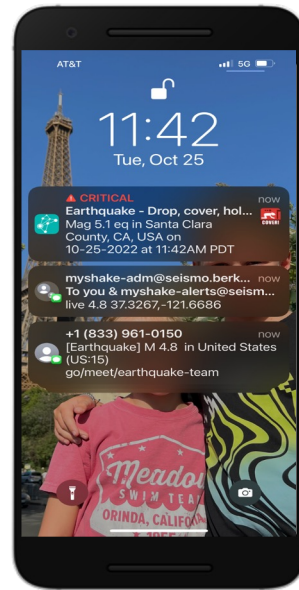 AT&T 5G
11:42
Tue, Oct 25
CRITICAL now
Earthquake - Drop, cover, hol...
COVER!
Mag 5.1 eq in Santa Clara
County, CA, USA on
10-25-2022 at 11:42AM PDT
myshake-adm@seismo.berk... now
To you & myshake-alerts@seism...
live 4.8 37.3267,-121.6686
+1 (833) 961-0150 now
[Earthquake] M 4.8 in United States
(US:15)
go/meet/earthquake-team
Meadow
SWIM TEA
ORINDA, CALIFO